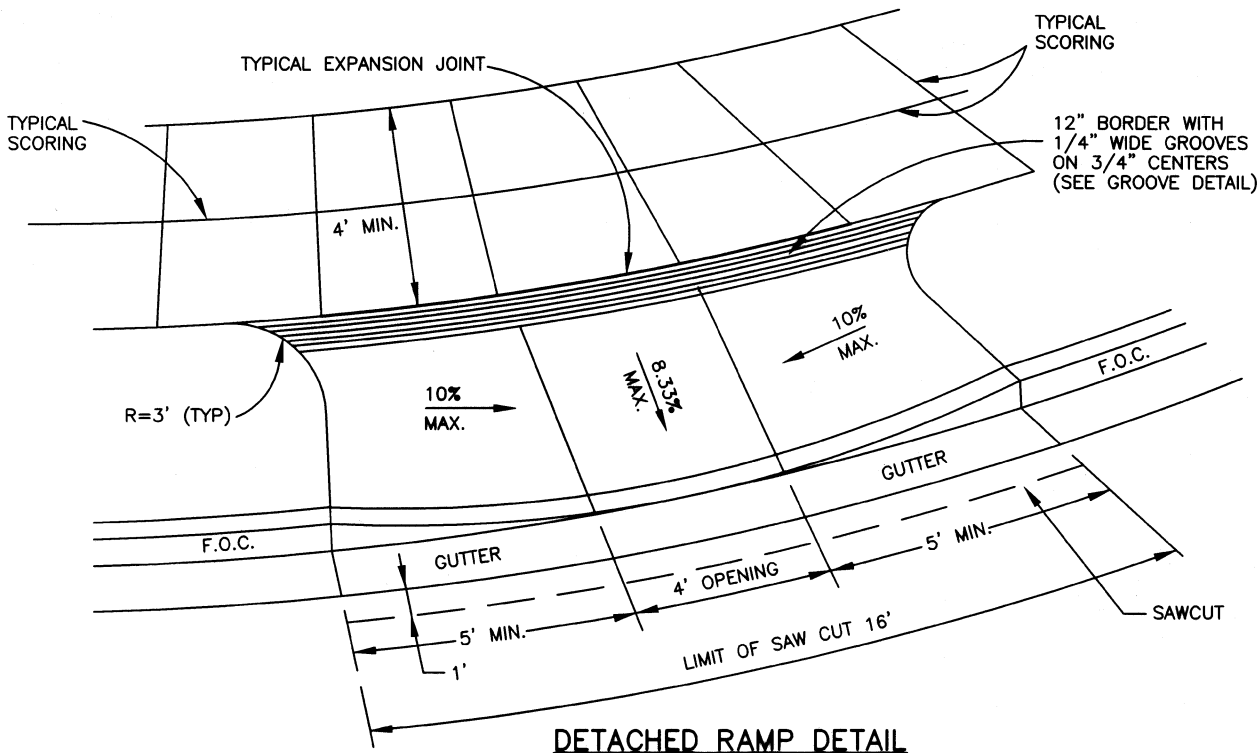 TYPICAL
SCORING
TYPICAL EXPANSION JOINT
TYPICAL
SCORING
12" BORDER WITH
1/4" WIDE GROOVES
ON 3/4" CENTERS
(SEE GROOVE DETAIL)
4' MIN.
10%
MAX.
8.33%
MAX.
F.O.C.
R=3' (TYP)
10%
MAX.
GUTTER
F.O.C.
GUTTER
5' MIN.
4' OPENING
5' MIN.
SAWCUT
1'
LIMIT OF SAW CUT 16'
DETACHED RAMP DETAIL